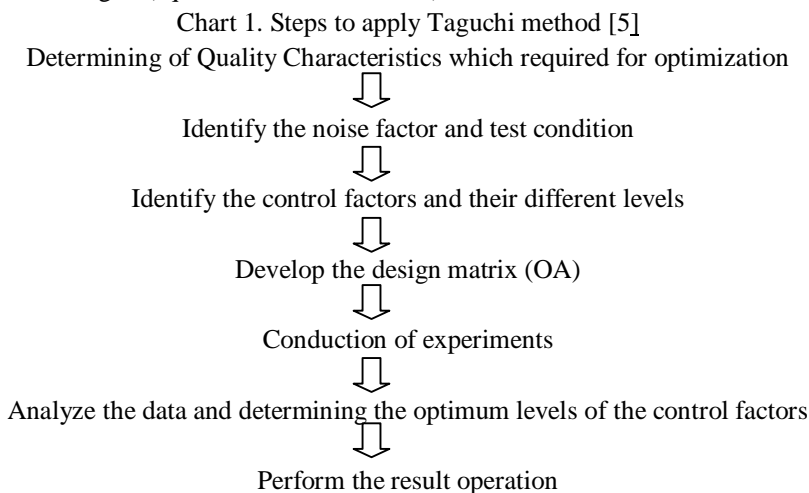 Chart 1. Steps to apply Taguchi method [5]
Determining of Quality Characteristics which required for optimization
Identify the noise factor and test condition
Identify the control factors and their different levels
Develop the design matrix (OA)
Conduction of experiments
Analyze the data and determining the optimum levels of the control factors
Perform the result operation